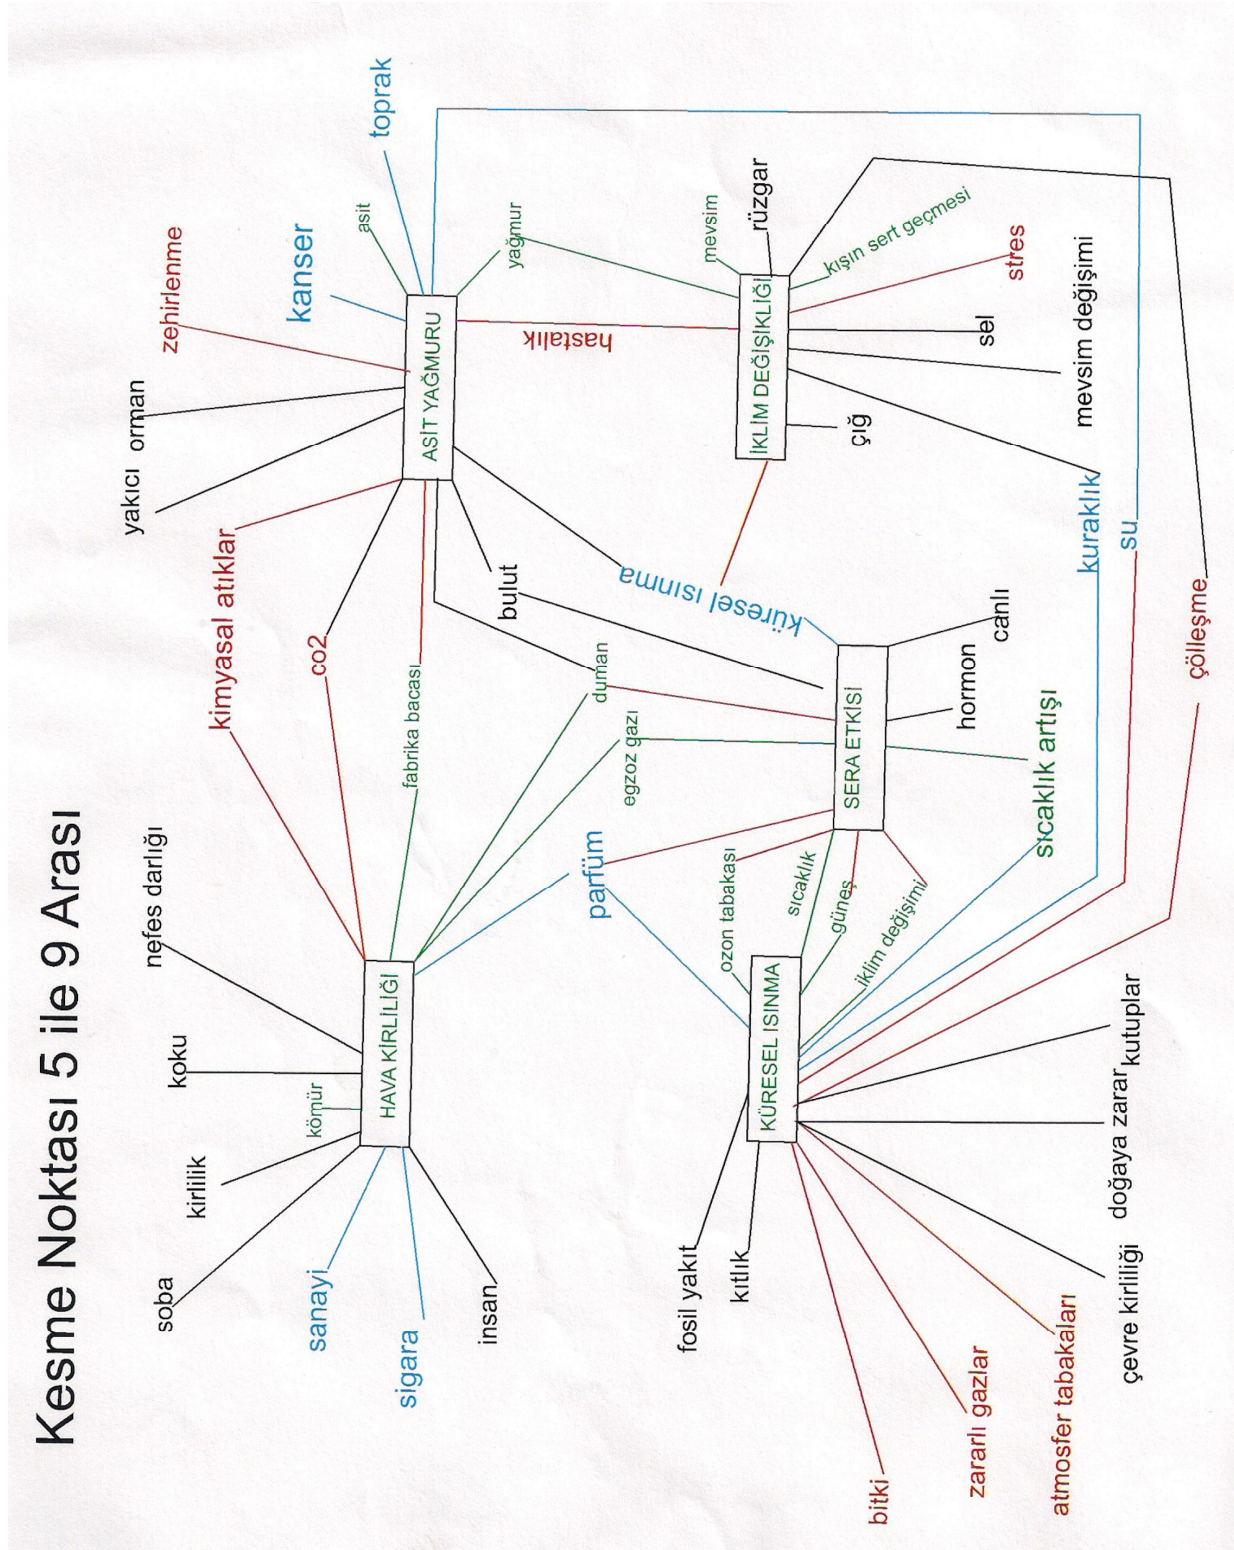 Kesme Noktası 5 ile 9 Arası
soba
kirlilik
koku
nefes darlığı
yakıcı
orman
zehirlenme
kömür
sanayi
sigara
insan
HAVA KİRLİLİĞİ
kimyasal atıklar
co2
fabrika bacası
kanser
asit
toprak
ASİT YAĞMURU
yağmur
hastalık
bulut
duman
egzoz gazı
parfüm
küresel ısınma
fosil yakıt
kıtlık
KÜRESEL ISINMA
ozon tabakası
sıcaklık
güneş
iklim değişimi
SERA ETKİSİ
mevsim
rüzgar
İKLİM DEĞİŞİKLİĞİ
kışın sert geçmesi
stres
çığ
sel
mevsim değişimi
hormon
canlı
sıcaklık artışı
kuraklık
su
çölleşme
bitki
zararlı gazlar
atmosfer tabakaları
çevre kirliliği
doğaya zarar
kutuplar